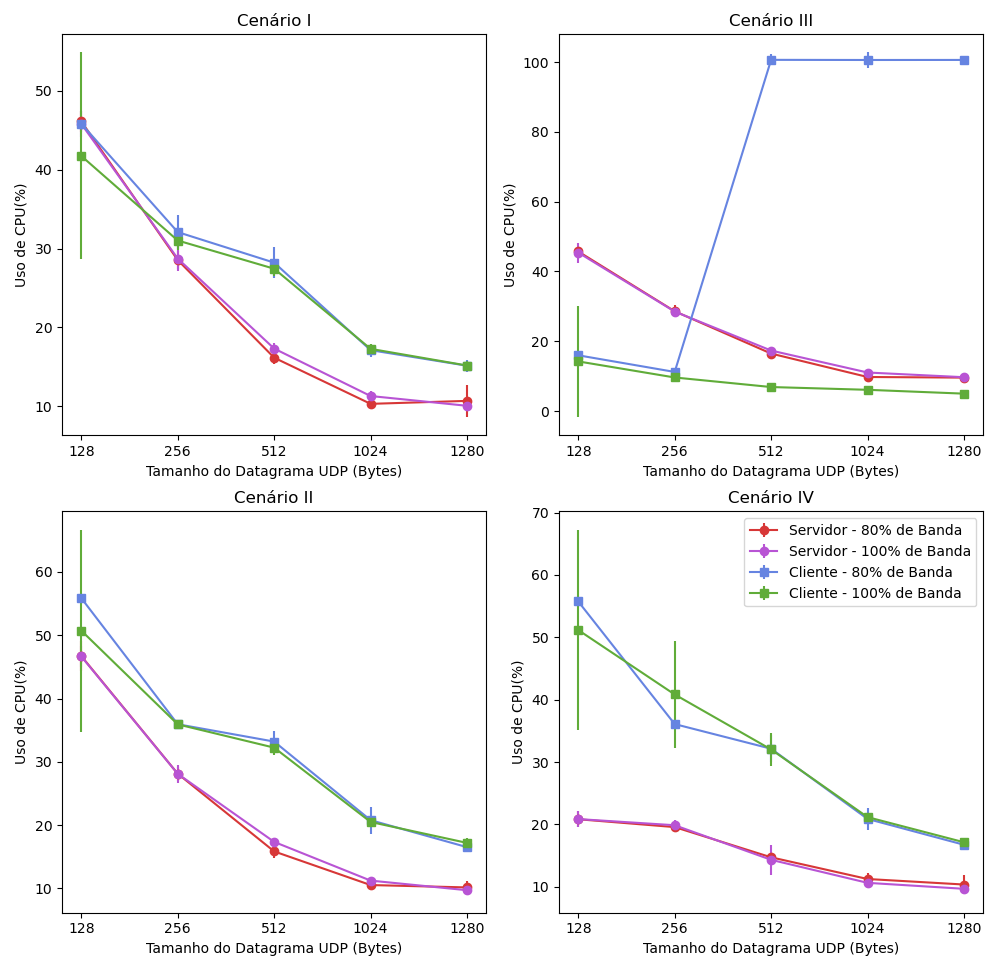 Cenário I
Uso de CPU(%)
50
40
30
20
10
128 256 512 1024 1280
Tamanho do Datagrama UDP (Bytes)
Cenário III
Uso de CPU(%)
100
80
60
40
20
0
128 256 512 1024 1280
Tamanho do Datagrama UDP (Bytes)
Cenário II
Uso de CPU(%)
60
50
40
30
20
10
128 256 512 1024 1280
Tamanho do Datagrama UDP (Bytes)
Cenário IV
Uso de CPU(%)
70
60
50
40
30
20
10
Servidor - 80% de Banda
Servidor - 100% de Banda
Cliente - 80% de Banda
Cliente - 100% de Banda
128 256 512 1024 1280
Tamanho do Datagrama UDP (Bytes)